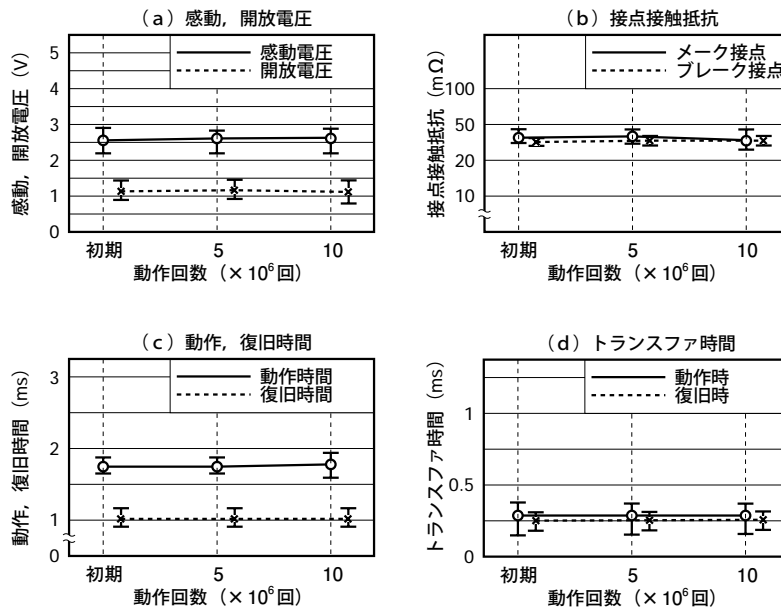 （a）感動，開放電圧
感動電圧
開放電圧
感動，開放電圧（V）
5
4
3
2
1
0
初期
5
10
動作回数（×10⁶回）
（b）接点接触抵抗
メーク接点
ブレーク接点
接点接触抵抗（mΩ）
100
50
20
10
初期
5
10
動作回数（×10⁶回）
（c）動作，復旧時間
動作時間
復旧時間
動作，復旧時間（ms）
3
2
1
0
初期
5
10
動作回数（×10⁶回）
（d）トランスファ時間
動作時
復旧時
トランスファ時間（ms）
1
0.5
0
初期
5
10
動作回数（×10⁶回）